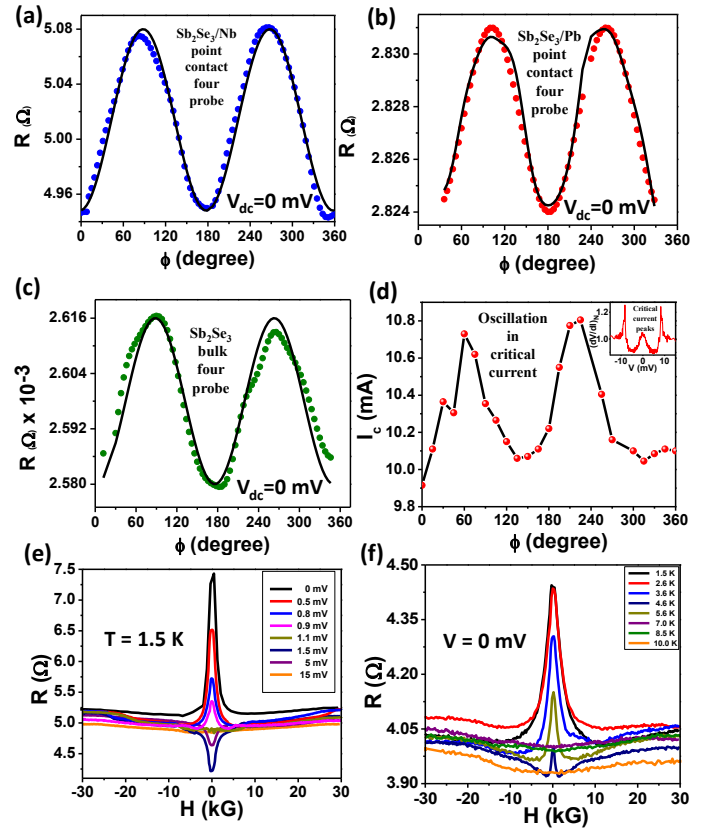 (a)
Sb₂Se₃/Nb
point
contact
four
probe
V_dc=0 mV
R (Ω)
5.08
5.04
5.00
4.96
0 60 120 180 240 300 360
ϕ (degree)
(b)
Sb₂Se₃/Pb
point
contact
four
probe
V_dc=0 mV
R (Ω)
2.830
2.828
2.826
2.824
0 60 120 180 240 300 360
ϕ (degree)
(c)
Sb₂Se₃
bulk
four
probe
V_dc=0 mV
R (Ω) x 10-3
2.616
2.604
2.592
2.580
0 60 120 180 240 300 360
ϕ (degree)
(d)
Oscillation in
critical current
I_c (mA)
10.8
10.6
10.4
10.2
10.0
9.8
0 60 120 180 240 300 360
ϕ (degree)
(dV/dI)_N
1.2
1.0
Critical
current
peaks
-10 0 10
V (mV)
(e)
T = 1.5 K
0 mV
0.5 mV
0.8 mV
0.9 mV
1.1 mV
1.5 mV
5 mV
15 mV
R (Ω)
7.5
7.0
6.5
6.0
5.5
5.0
4.5
-30 -20 -10 0 10 20 30
H (kG)
(f)
V = 0 mV
1.5 K
2.6 K
3.6 K
4.6 K
5.6 K
7.0 K
8.5 K
10.0 K
R (Ω)
4.50
4.35
4.20
4.05
3.90
-30 -20 -10 0 10 20 30
H (kG)